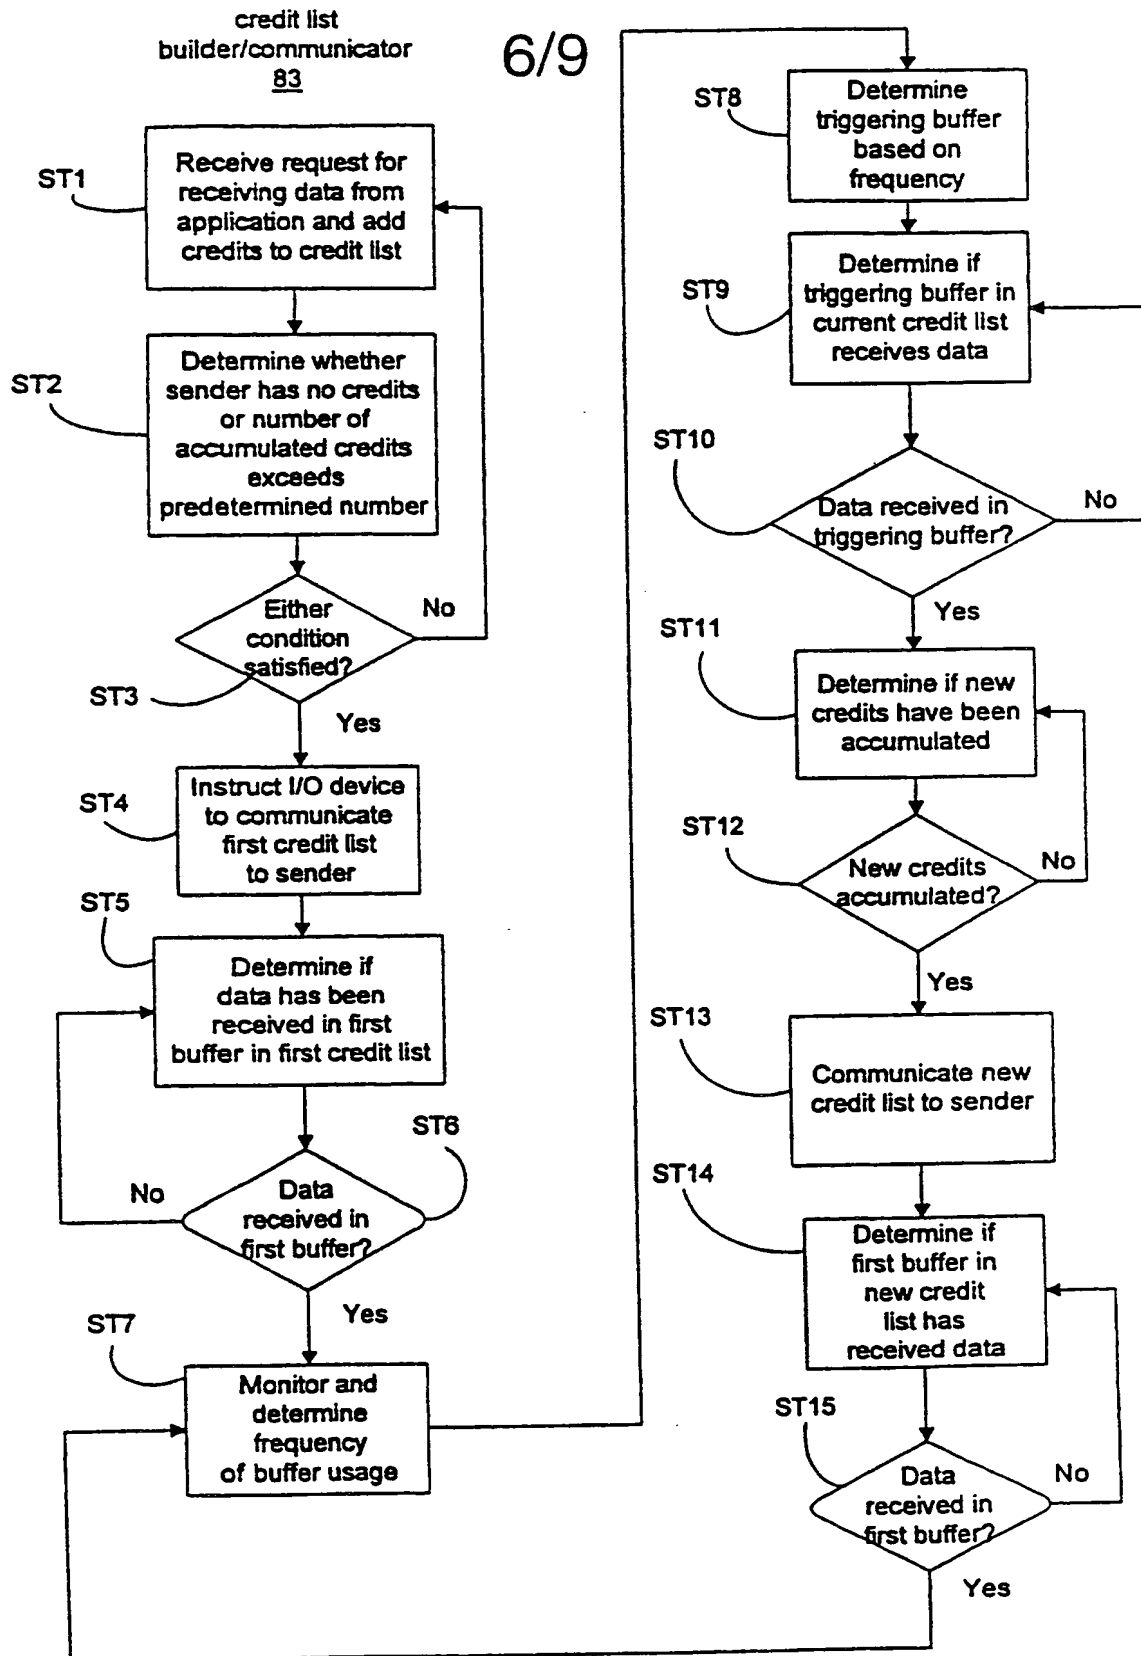 credit list
builder/communicator
83
6/9
ST1
Receive request for
receiving data from
application and add
credits to credit list
ST2
Determine whether
sender has no credits
or number of
accumulated credits
exceeds
predetermined number
Either
condition
satisfied?
No
ST3
Yes
ST4
Instruct I/O device
to communicate
first credit list
to sender
ST5
Determine if
data has been
received in first
buffer in first credit list
ST6
No
Data
received in
first buffer?
Yes
ST7
Monitor and
determine
frequency
of buffer usage
ST8
Determine
triggering buffer
based on
frequency
ST9
Determine if
triggering buffer in
current credit list
receives data
ST10
Data received in
triggering buffer?
No
Yes
ST11
Determine if new
credits have been
accumulated
ST12
New credits
accumulated?
No
Yes
ST13
Communicate new
credit list to sender
ST14
Determine if
first buffer in
new credit
list has
received data
ST15
Data
received in
first buffer?
No
Yes